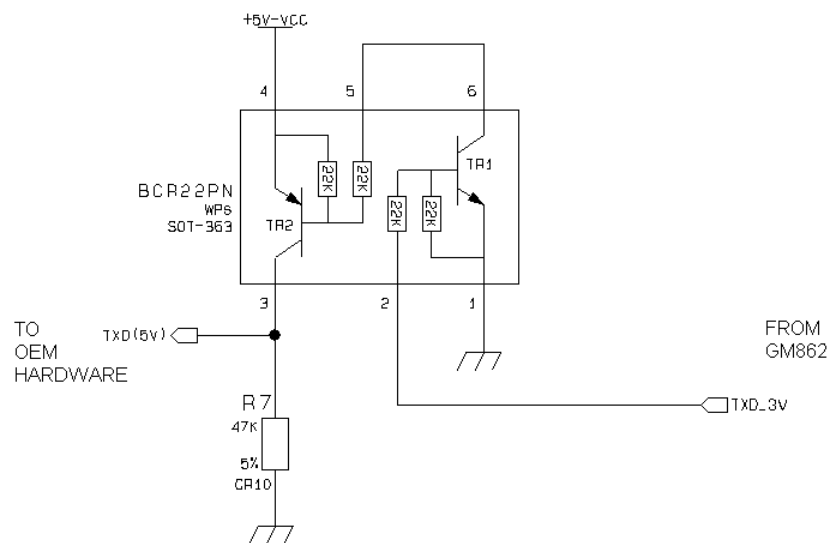 +5V-VCC
4
5
6
22K
22K
TR1
BCR22PN
WPs
SOT-363
22K
22K
TR2
3
2
1
TO
OEM
HARDWARE
TXD(5V)
FROM
GM862
TXD_3V
R7
47K
5%
CR10